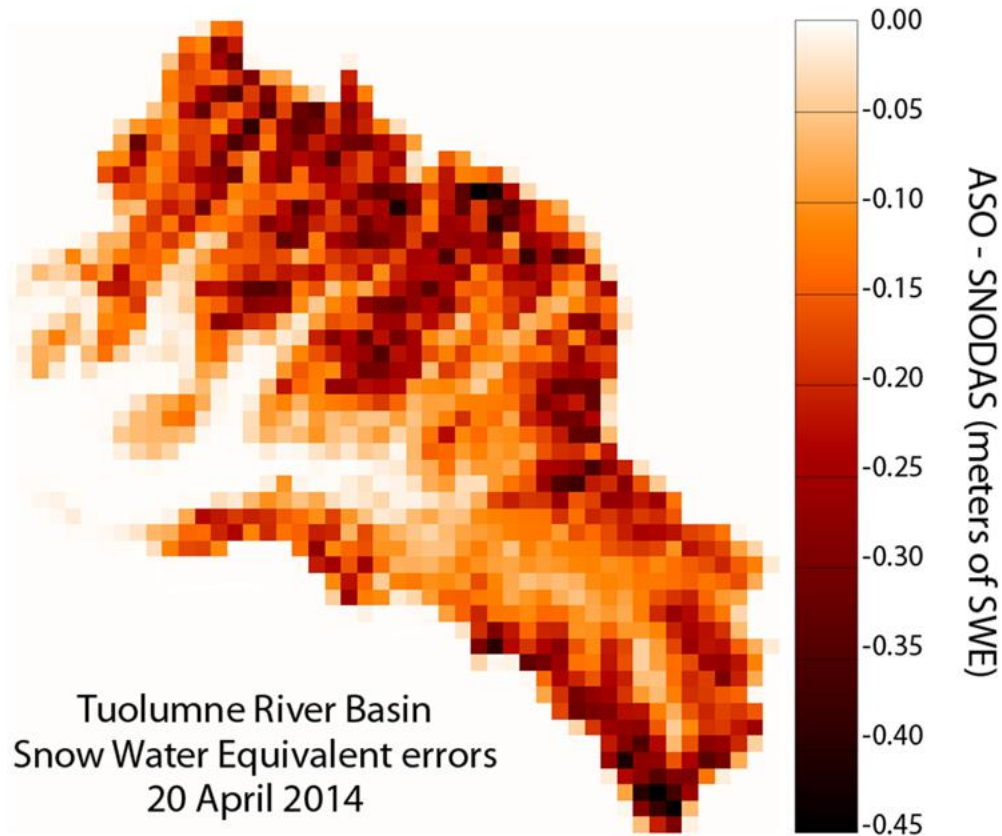 0.00
-0.05
-0.10
-0.15
-0.20
-0.25
-0.30
-0.35
-0.40
-0.45
ASO - SNODAS (meters of SWE)
Tuolumne River Basin
Snow Water Equivalent errors
20 April 2014